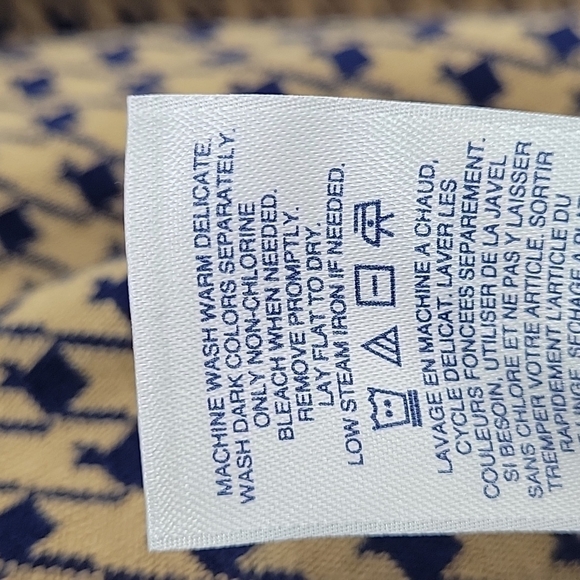 MACHINE WASH WARM DELICATE.
WASH DARK COLORS SEPARATELY.
ONLY NON-CHLORINE
BLEACH WHEN NEEDED.
REMOVE PROMPTLY.
LAY FLAT TO DRY.
LOW STEAM IRON IF NEEDED.
LAVAGE EN MACHINE A CHAUD,
CYCLE DELICAT. LAVER LES
COULEURS FONCEES SEPAREMENT.
SI BESOIN, UTILISER DE LA JAVEL
SANS CHLORE ET NE PAS Y LAISSER
TREMPER VOTRE ARTICLE. SORTIR
RAPIDEMENT L'ARTICLE DU
SECHAGE